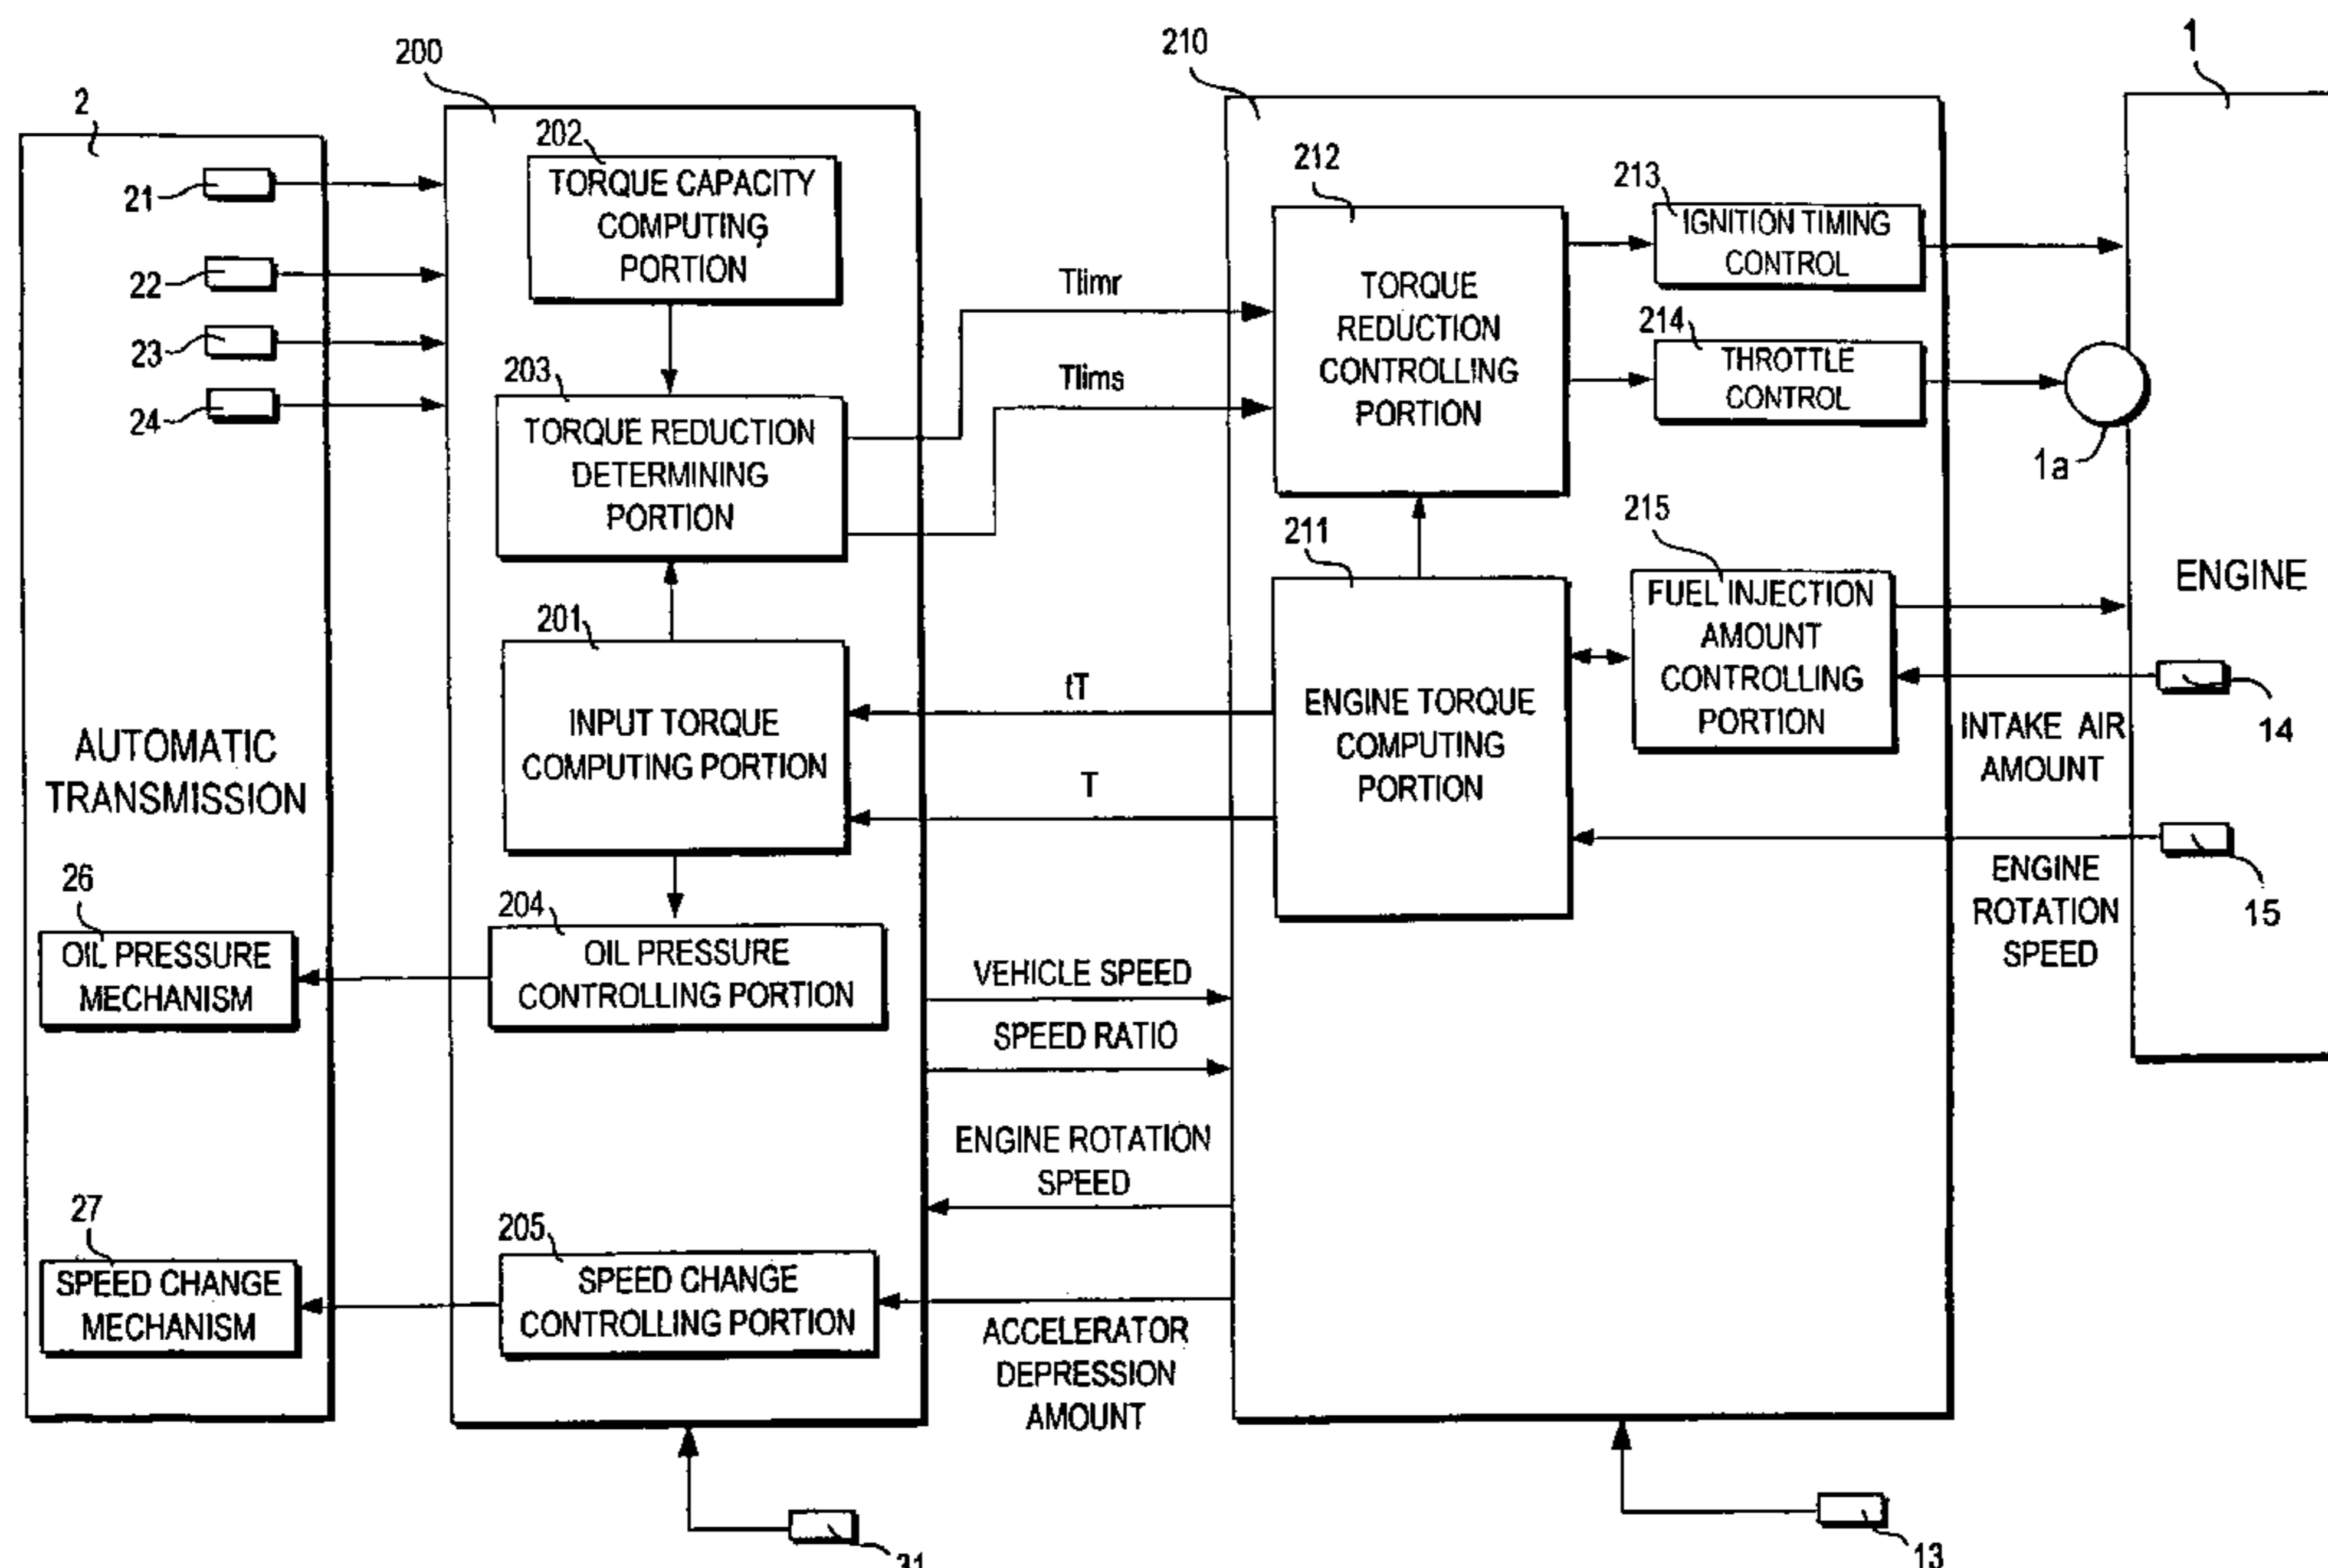 200
210
1
2
202
TORQUE CAPACITY
COMPUTING
PORTION
21
22
23
24
203
TORQUE REDUCTION
DETERMINING
PORTION
201
INPUT TORQUE
COMPUTING PORTION
AUTOMATIC
TRANSMISSION
26
OIL PRESSURE
MECHANISM
204
OIL PRESSURE
CONTROLLING PORTION
27
SPEED CHANGE
MECHANISM
205
SPEED CHANGE
CONTROLLING PORTION
Tlimr
Tlims
tT
T
VEHICLE SPEED
SPEED RATIO
ENGINE ROTATION
SPEED
ACCELERATOR
DEPRESSION
AMOUNT
212
TORQUE
REDUCTION
CONTROLLING
PORTION
213
IGNITION TIMING
CONTROL
214
THROTTLE
CONTROL
1a
211
ENGINE TORQUE
COMPUTING
PORTION
215
FUEL INJECTION
AMOUNT
CONTROLLING
PORTION
ENGINE
14
INTAKE AIR
AMOUNT
15
ENGINE
ROTATION
SPEED
13